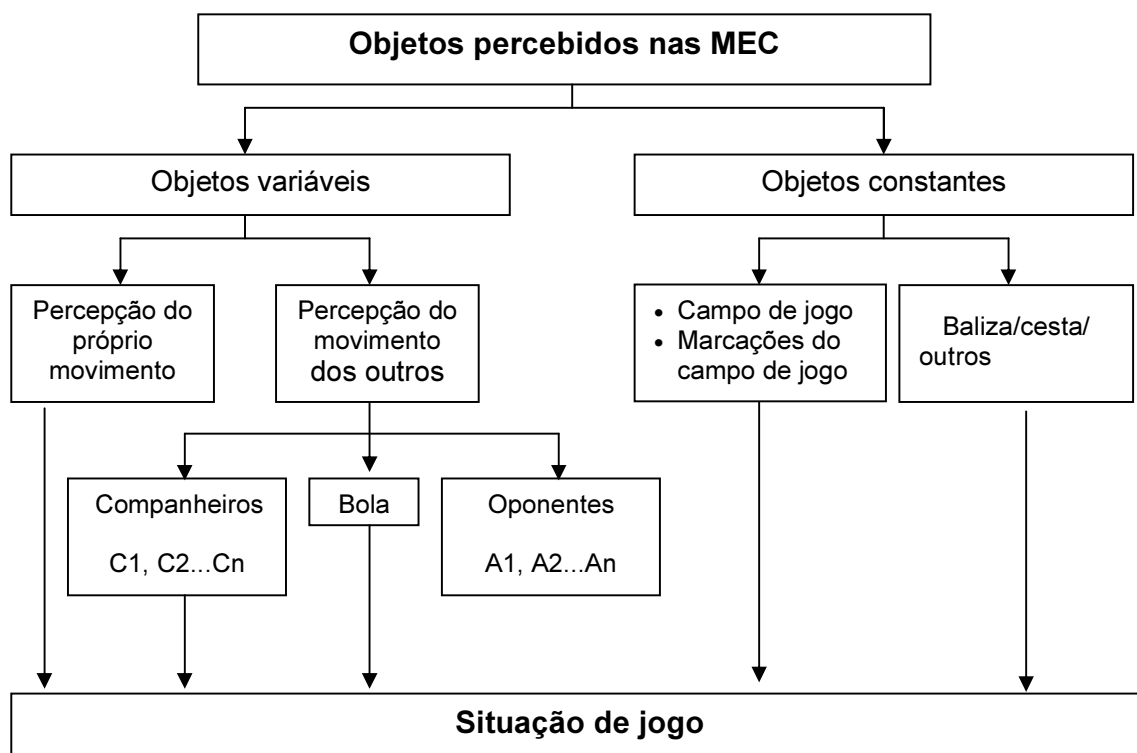 Objetos percebidos nas MEC
Objetos variáveis
Objetos constantes
Percepção do
próprio
movimento
Percepção do
movimento
dos outros
• Campo de jogo
• Marcações do
campo de jogo
Baliza/cesta/
outros
Companheiros
C1, C2...Cn
Bola
Oponentes
A1, A2...An
Situação de jogo